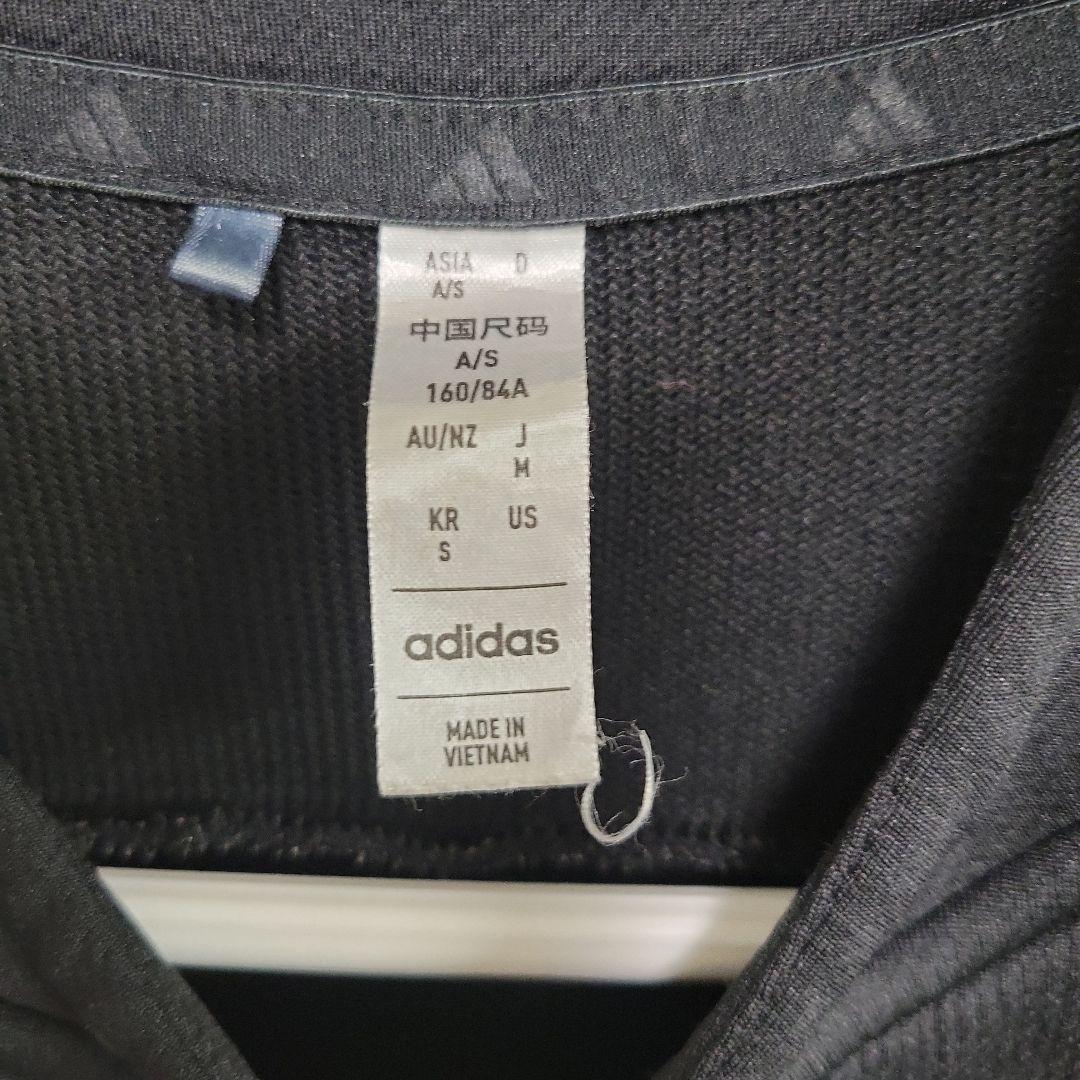 ASIA D
A/S
中国尺码
A/S
160/84A
AU/NZ J
M
KR US
S
adidas
MADE IN
VIETNAM